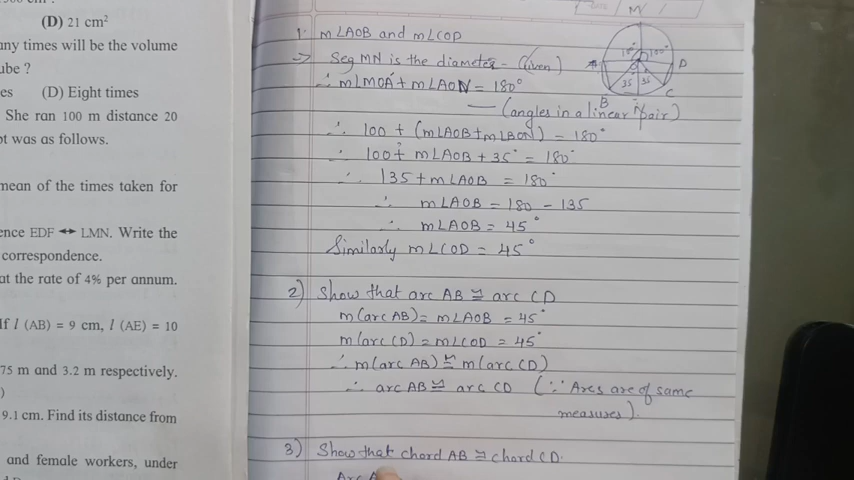 (D) 21 cm²
any times will be the volume
ube ?
es (D) Eight times
She ran 100 m distance 20
ot was as follows.
mean of the times taken for
ence EDF ↔ LMN. Write the
correspondence.
at the rate of 4% per annum.
If l (AB) = 9 cm, l (AE) = 10
75 m and 3.2 m respectively.
)
9.1 cm. Find its distance from
and female workers, under
1. m∠AOB and m∠COD
→ Seg MN is the diameter - (Given)
∴ m∠MOA + m∠AON = 180°
— (angles in a linear pair)
∴ 100 + (m∠AOB + m∠BON) = 180°
∴ 100 + m∠AOB + 35° = 180°
∴ 135 + m∠AOB = 180°
∴ m∠AOB = 180 - 135
∴ m∠AOB = 45°
Similarly m∠COD = 45°
2) Show that arc AB ≅ arc CD
m(arc AB) = m∠AOB = 45°
m(arc CD) = m∠COD = 45°
∴ m(arc AB) ≅ m(arc CD)
∴ arc AB ≅ arc CD (∵ Arcs are of same
measures).
3) Show that chord AB ≅ chord CD.
M
100°
D
O
35 35
C
B